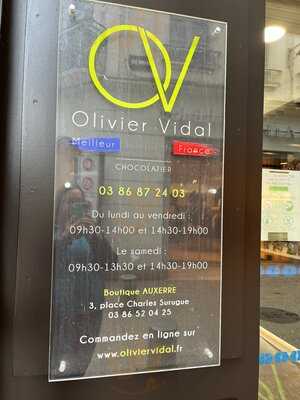 OV
Olivier Vidal
Meilleur France
CHOCOLATIER
03 86 87 24 03
Du lundi au vendredi :
09h30-14h00 et 14h30-19h00
Le samedi :
09h30-13h30 et 14h30-19h00
Boutique AUXERRE
3, place Charles Surugue
03 86 52 04 25
Commandez en ligne sur
www.oliviervidal.fr